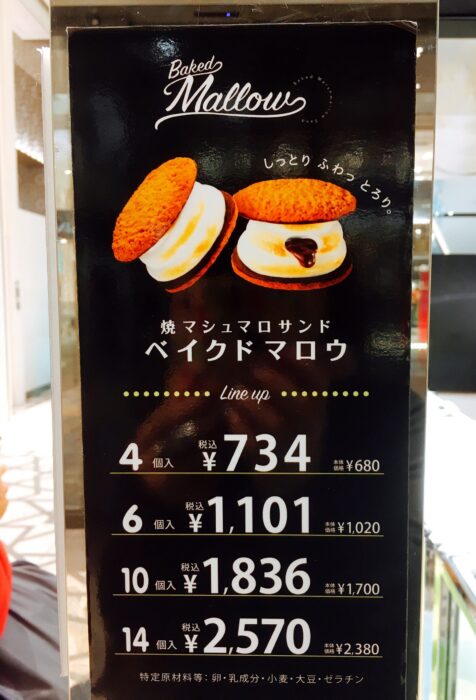 Baked
Mallow
しっとり ふわっ とろり。
焼マシュマロサンド
ベイクドマロウ
Line up
4個入 税込¥734 本体価格¥680
6個入 税込¥1,101 本体価格¥1,020
10個入 税込¥1,836 本体価格¥1,700
14個入 税込¥2,570 本体価格¥2,380
特定原材料等：卵・乳成分・小麦・大豆・ゼラチン